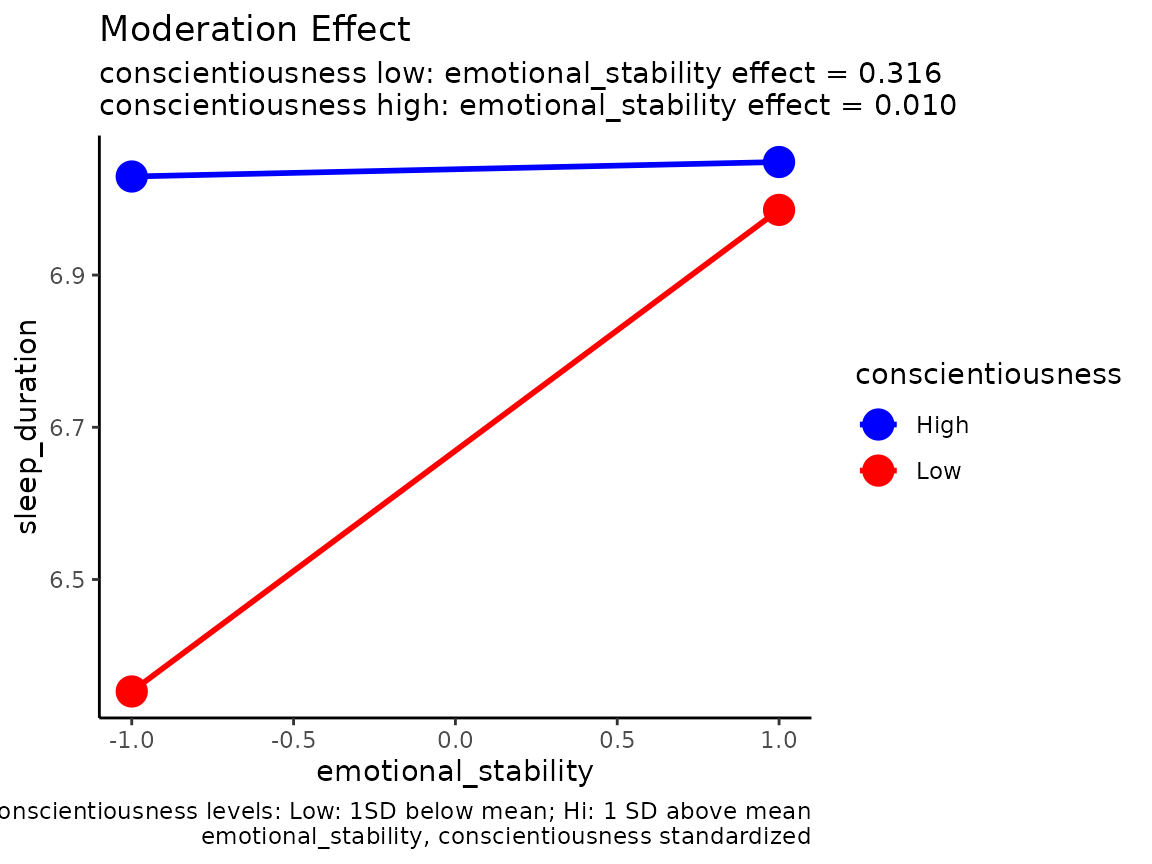 Moderation Effect
conscientiousness low: emotional_stability effect = 0.316
conscientiousness high: emotional_stability effect = 0.010
6.9
6.7
6.5
sleep_duration
-1.0
-0.5
0.0
0.5
1.0
emotional_stability
conscientiousness
High
Low
onscientiousness levels: Low: 1SD below mean; Hi: 1 SD above mean
emotional_stability, conscientiousness standardized